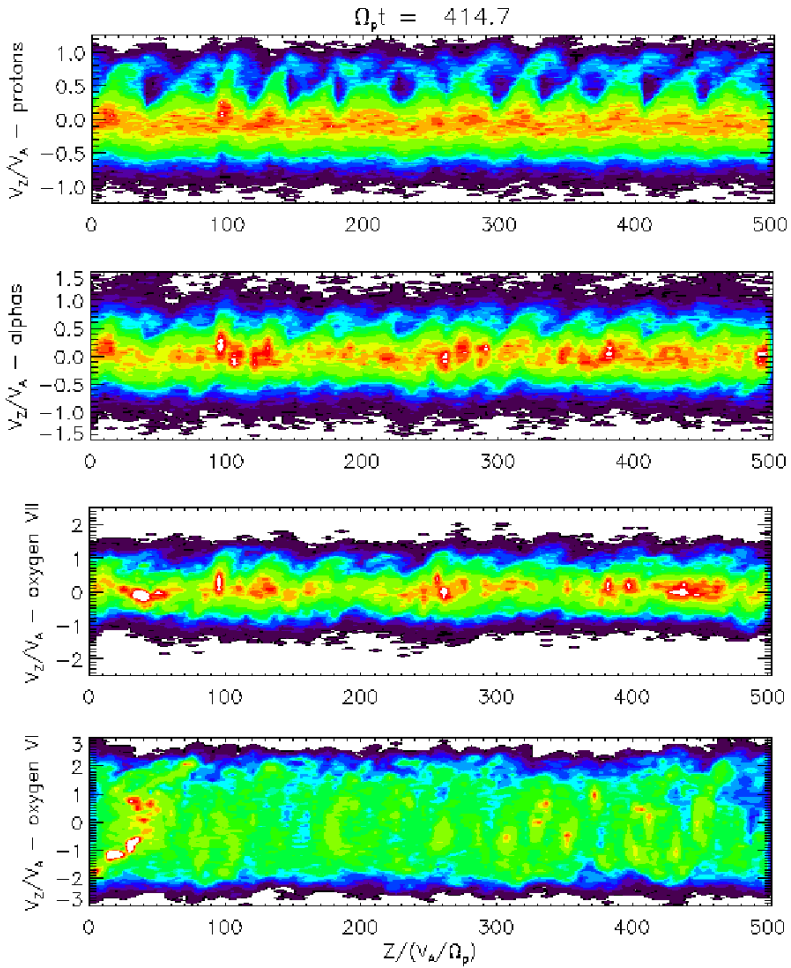 Ωₚt = 414.7
V_Z/V_A – protons
1.0
0.5
0.0
−0.5
−1.0
0 100 200 300 400 500
V_Z/V_A – alphas
1.5
1.0
0.5
0.0
−0.5
−1.0
−1.5
0 100 200 300 400 500
V_Z/V_A – oxygen VII
2
1
0
−1
−2
0 100 200 300 400 500
V_Z/V_A – oxygen VI
3
2
1
0
−1
−2
−3
0 100 200 300 400 500
Z/(V_A/Ωₚ)